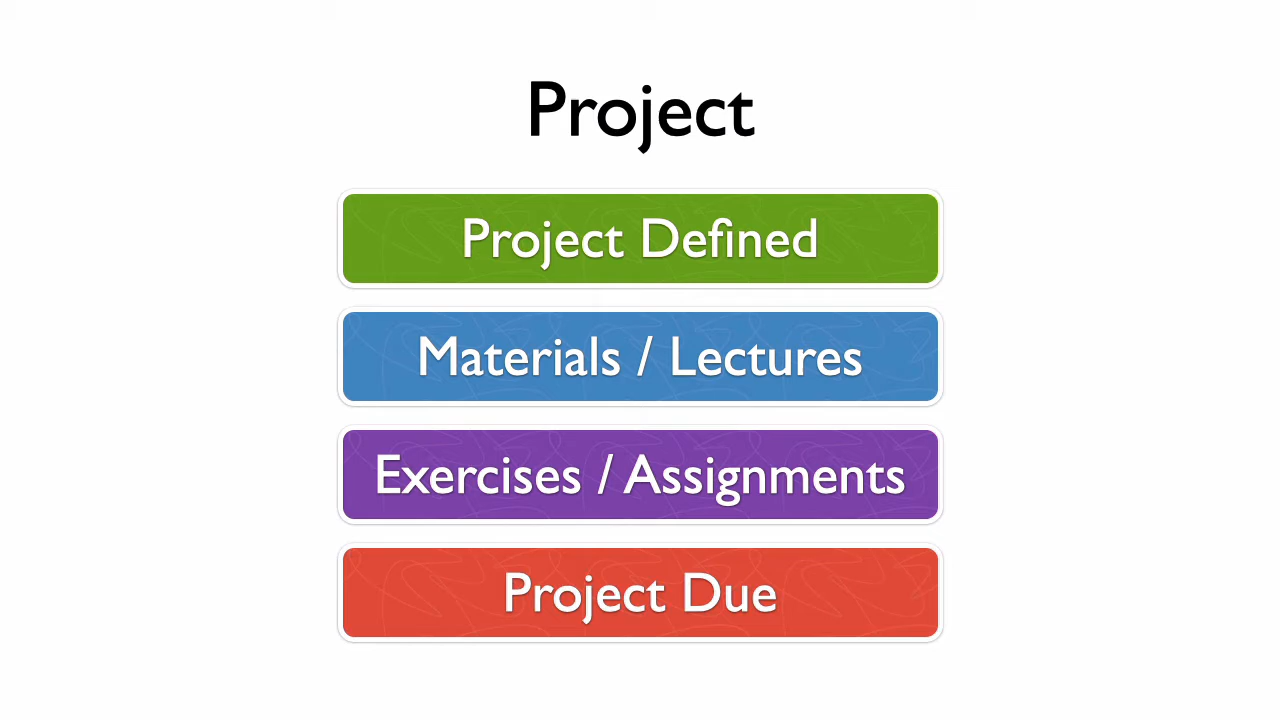 Project
Project Defined
Materials / Lectures
Exercises / Assignments
Project Due